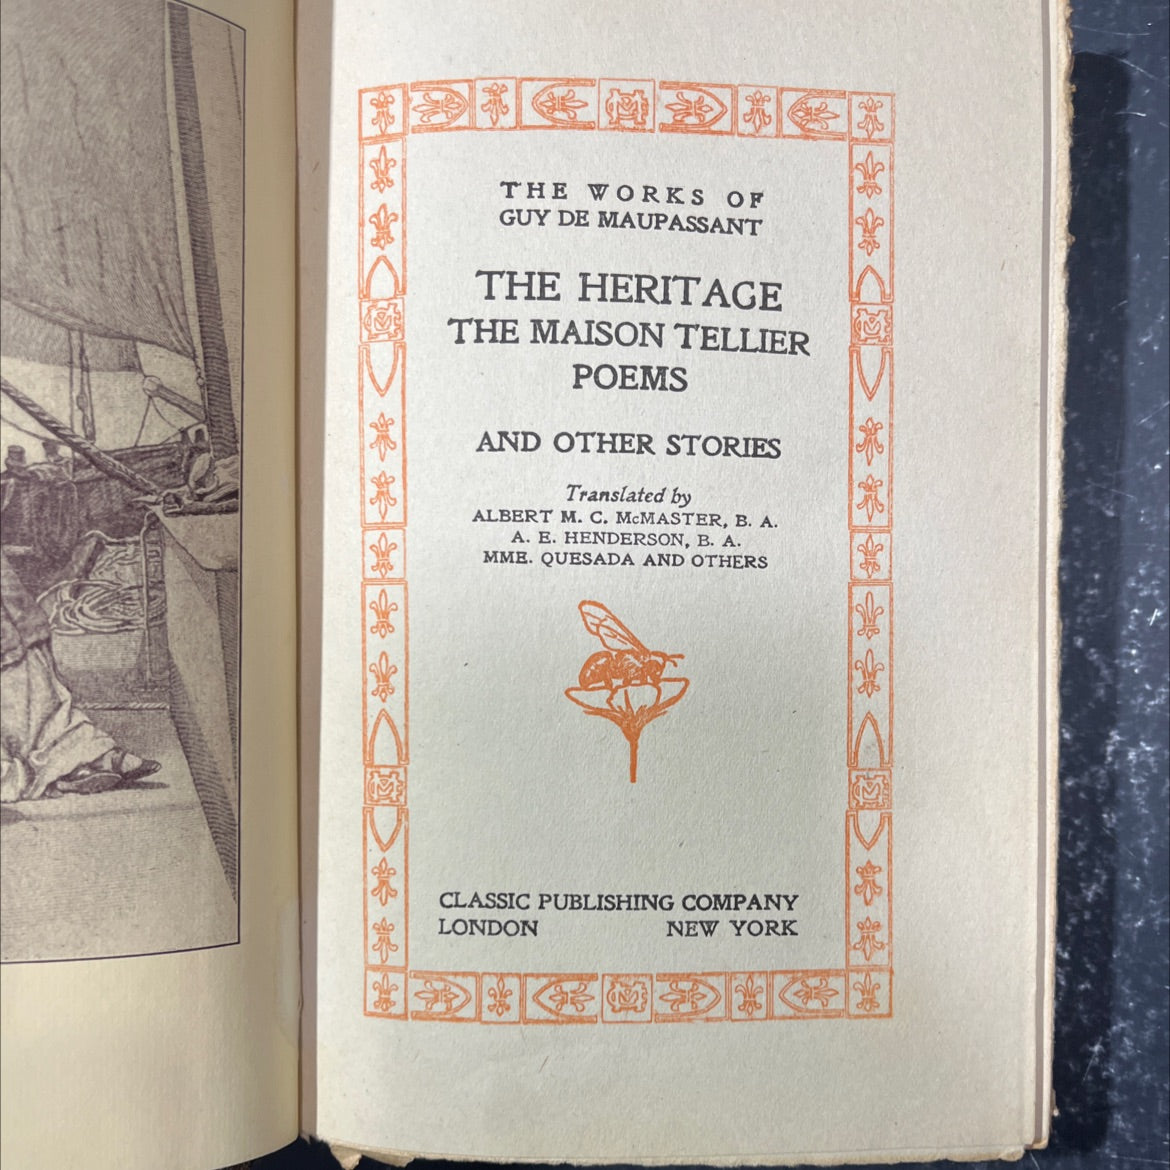 THE WORKS OF
GUY DE MAUPASSANT
THE HERITAGE
THE MAISON TELLIER
POEMS
AND OTHER STORIES
Translated by
ALBERT M. C. McMASTER, B. A.
A. E. HENDERSON, B. A.
MME. QUESADA AND OTHERS
CLASSIC PUBLISHING COMPANY
LONDON NEW YORK